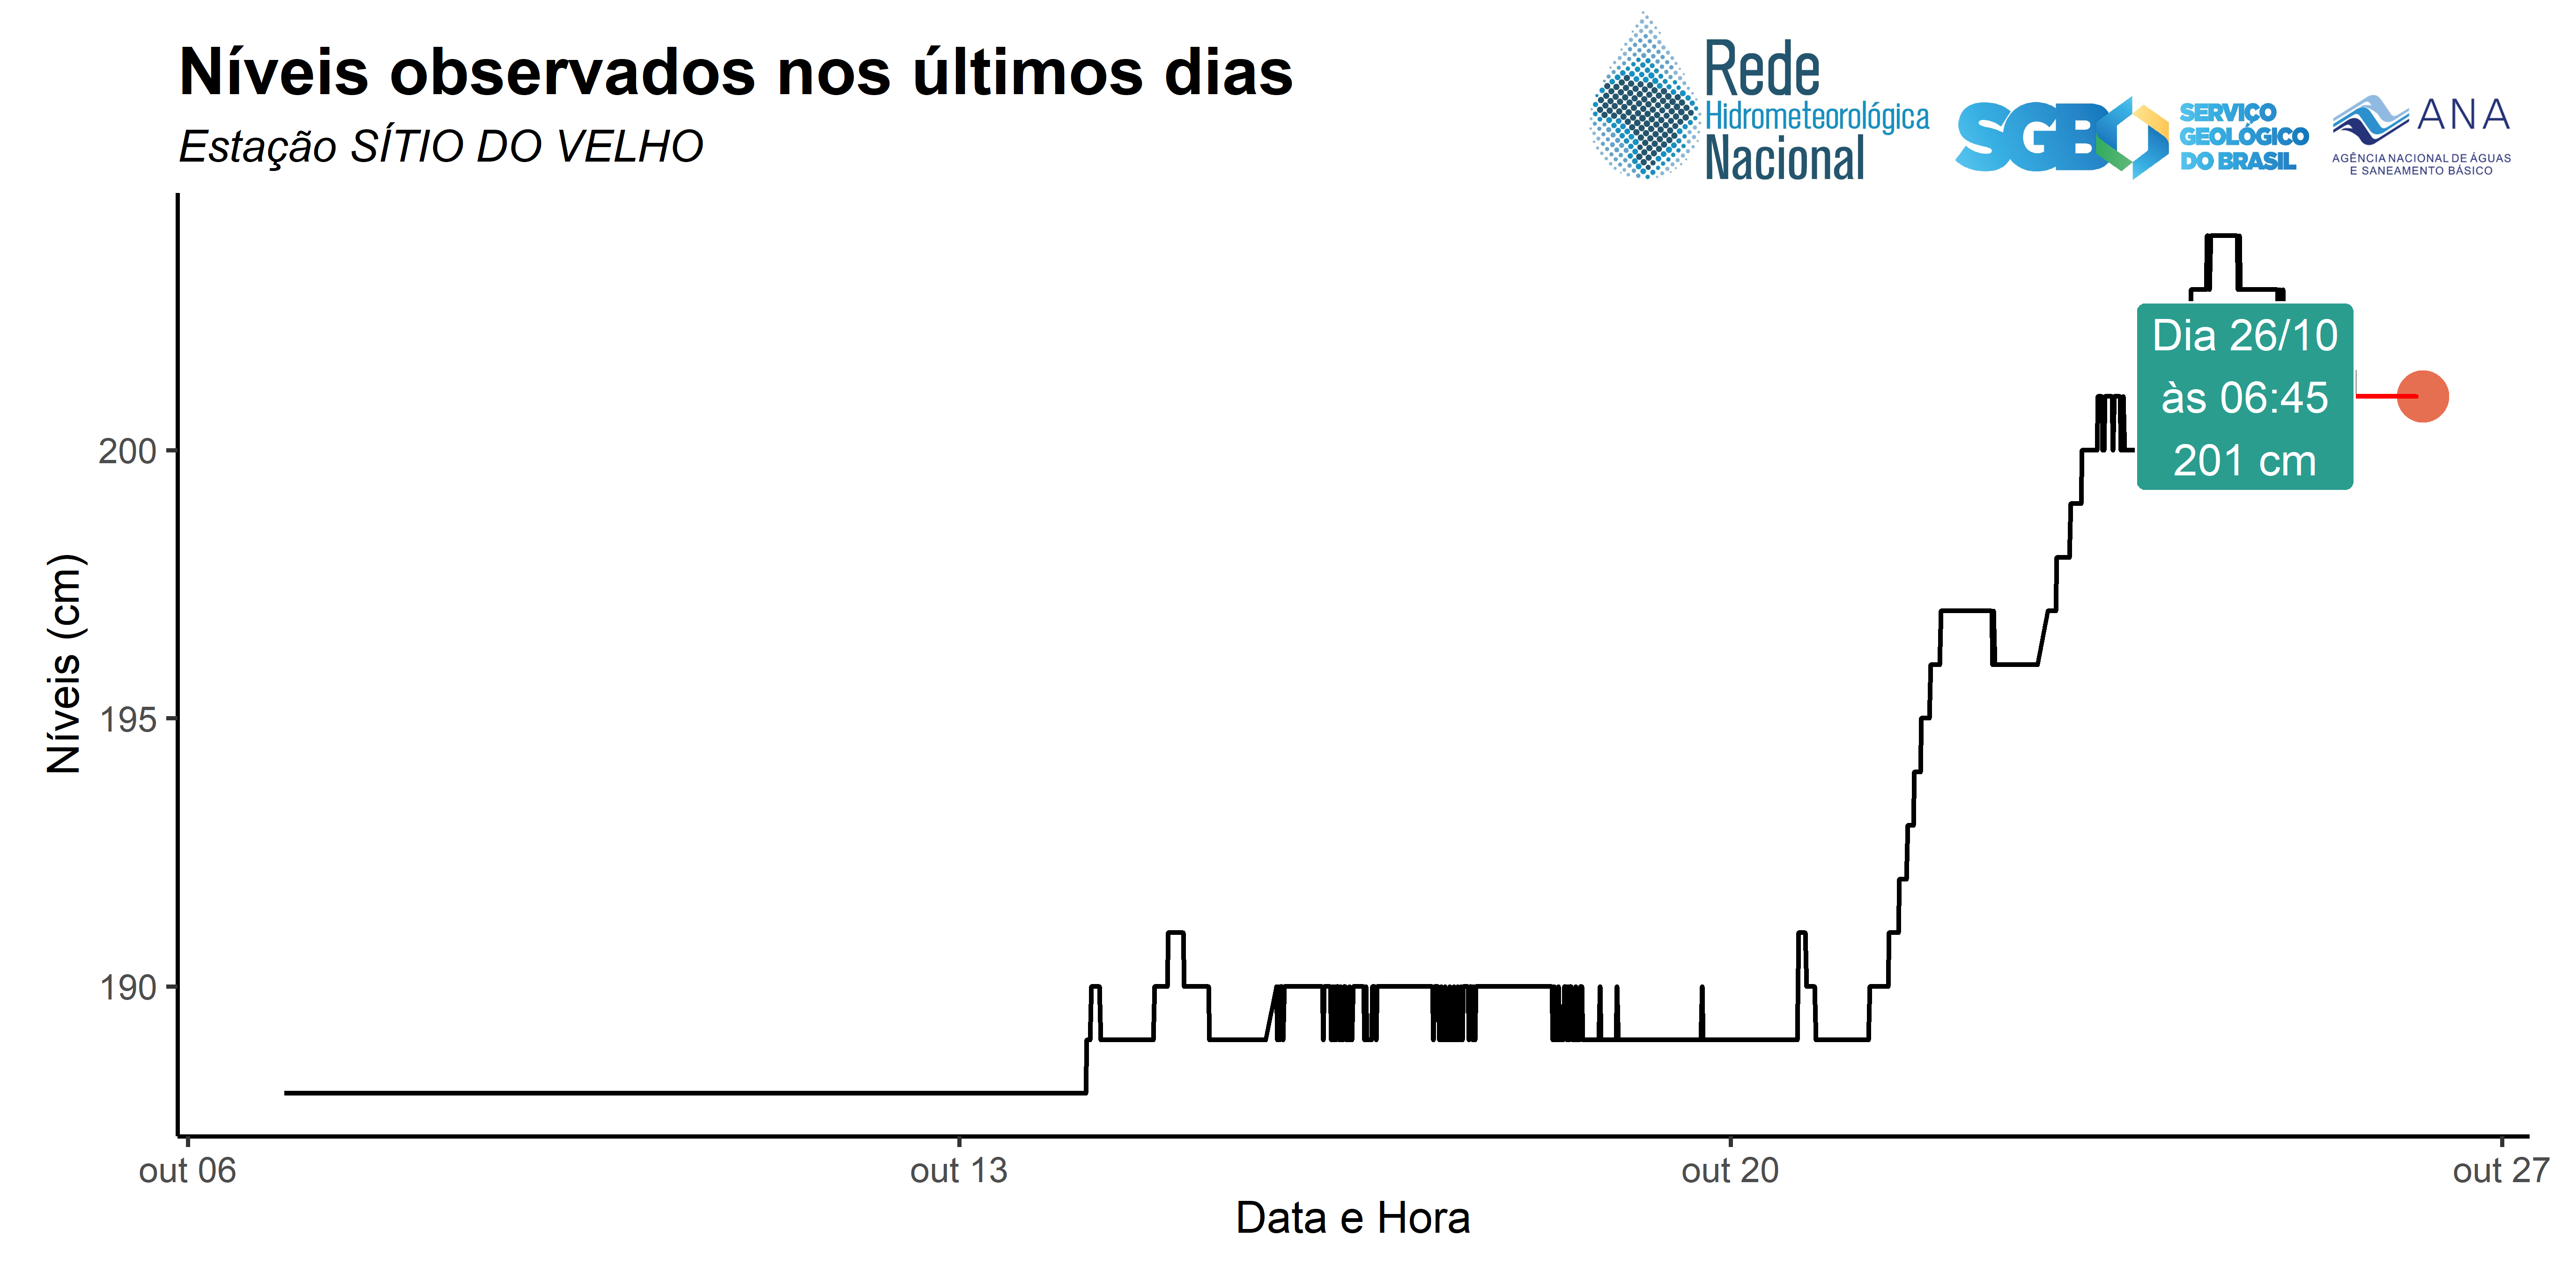 Níveis observados nos últimos dias
Estação SÍTIO DO VELHO
Rede
Hidrometeorológica
Nacional
SGB
SERVIÇO
GEOLÓGICO
DO BRASIL
ANA
AGÊNCIA NACIONAL DE ÁGUAS
E SANEAMENTO BÁSICO
Dia 26/10
às 06:45
201 cm
Níveis (cm)
200
195
190
out 06
out 13
out 20
out 27
Data e Hora